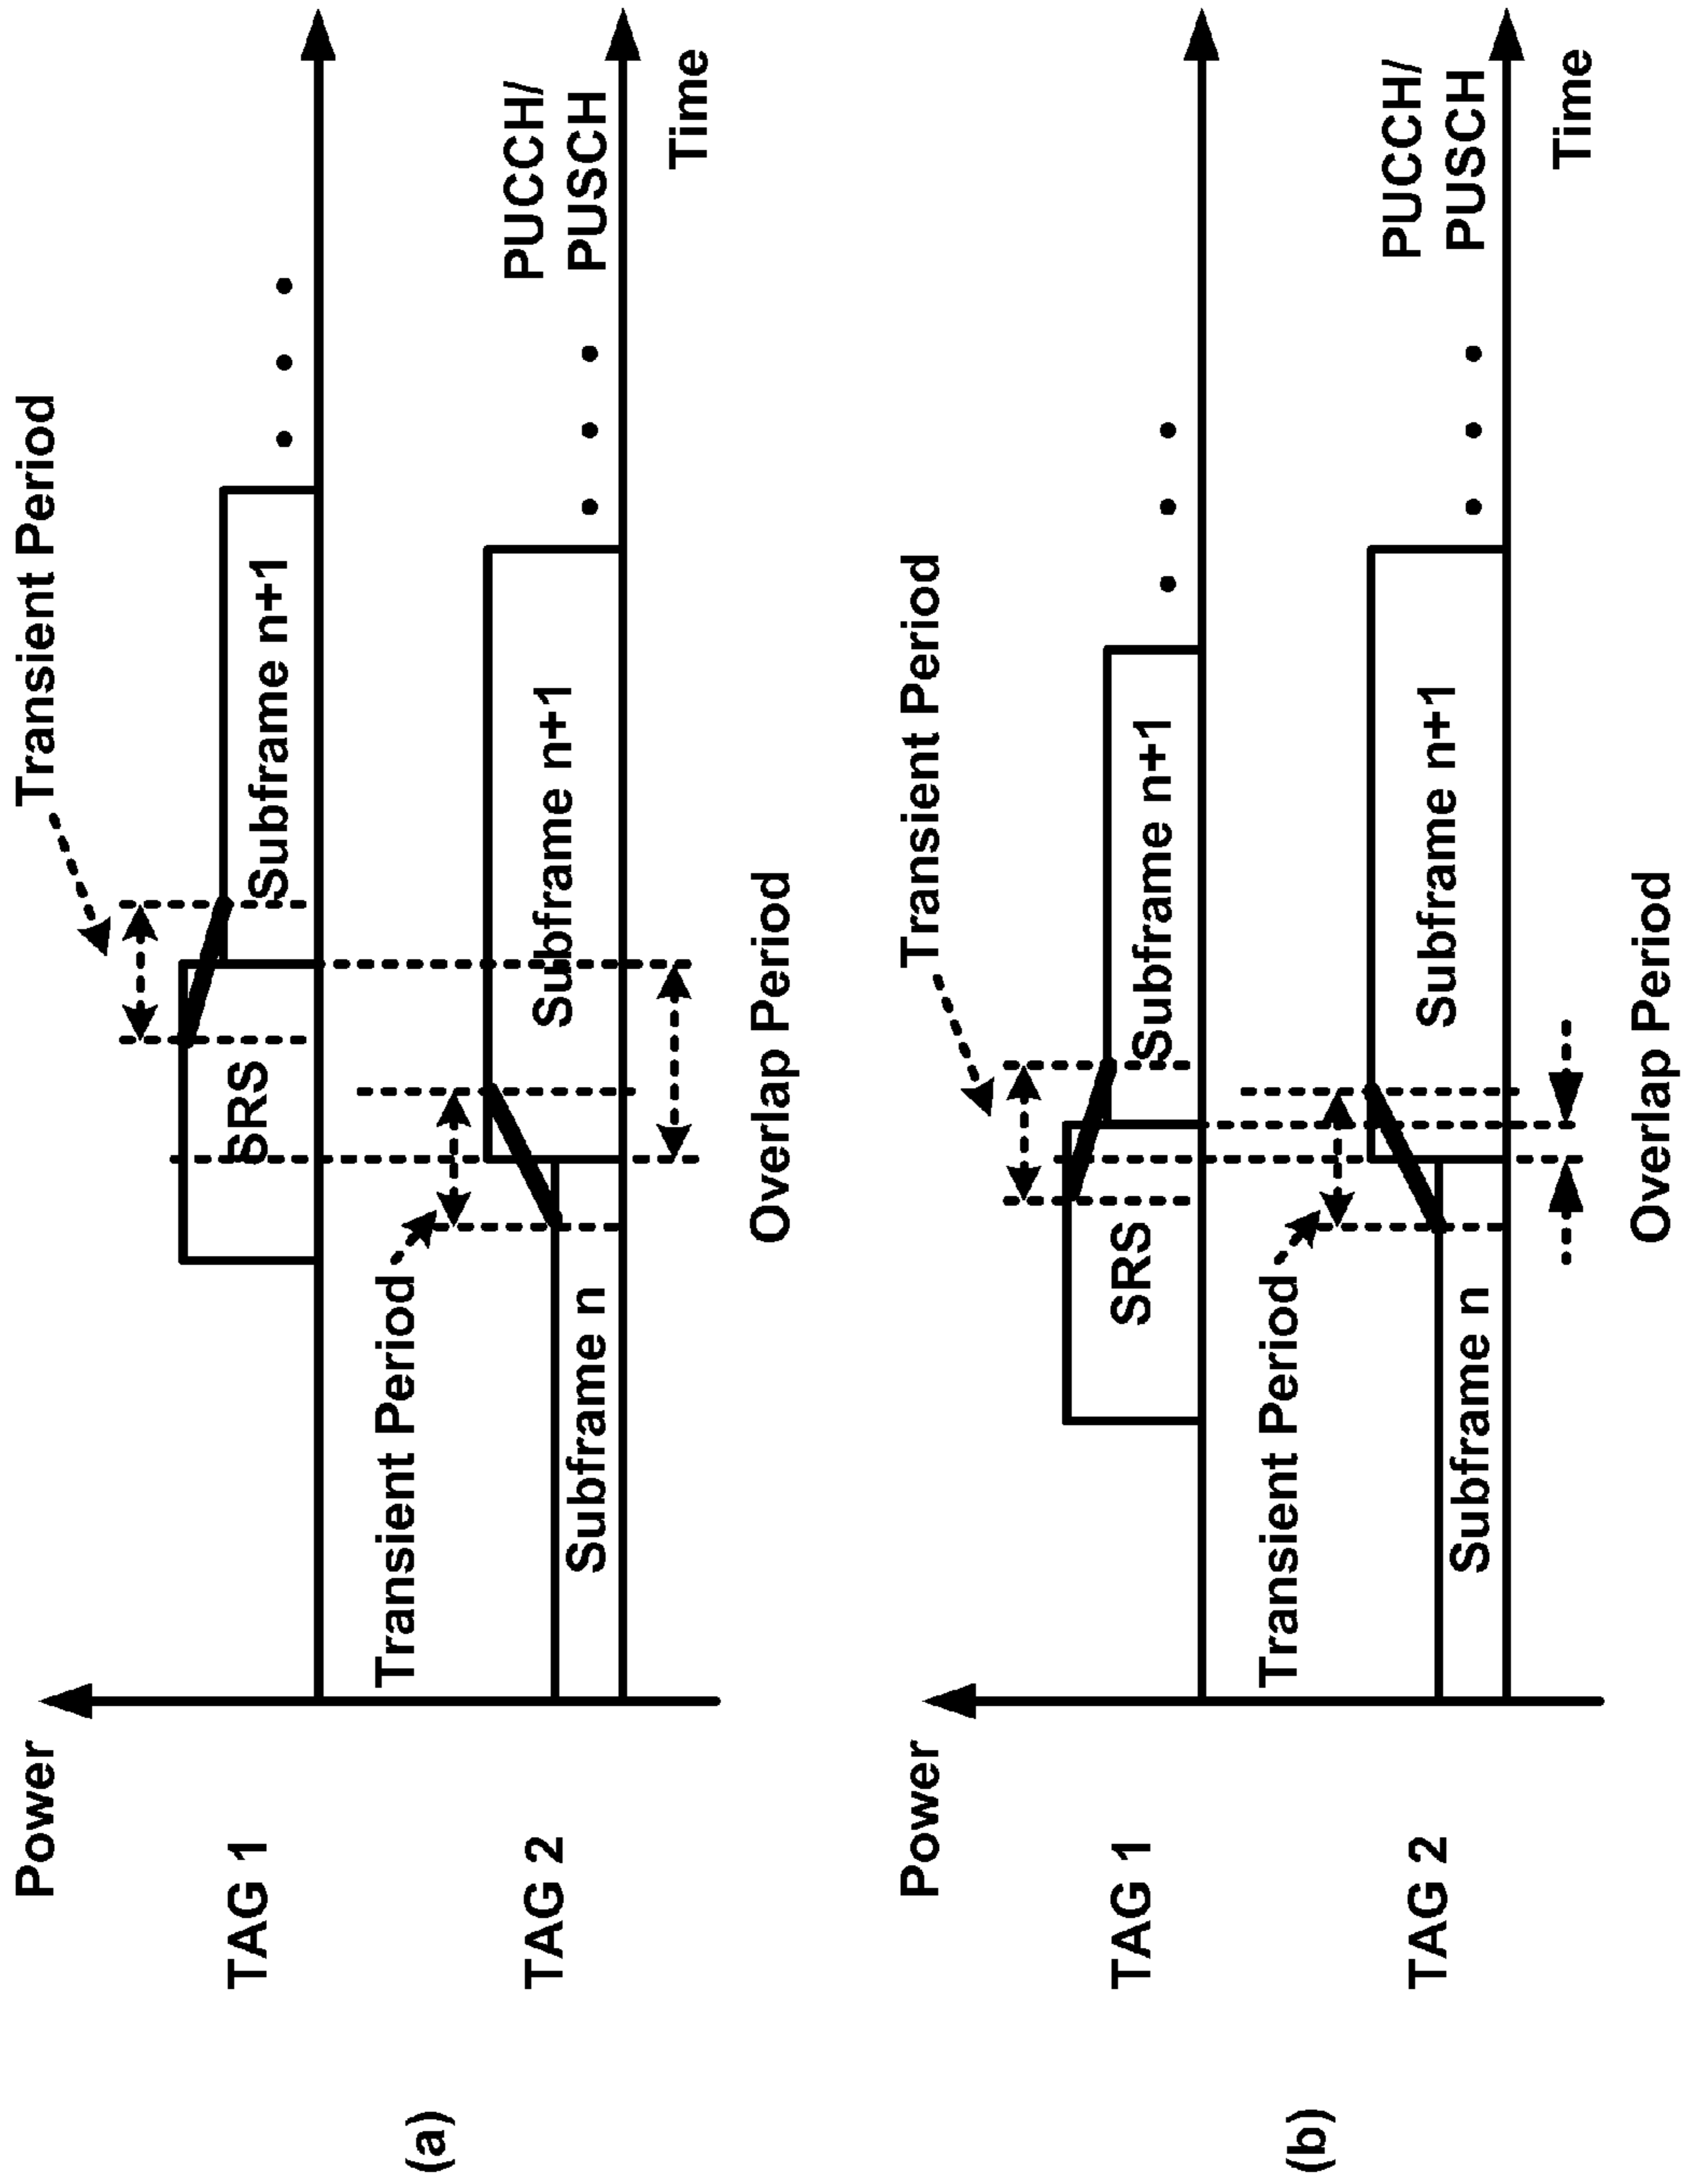 Power
Transient Period
TAG 1
SRS
Subframe n+1
Transient Period
PUCCH/
PUSCH
TAG 2
Subframe n
Subframe n+1
Time
Overlap Period
(a)
Power
Transient Period
TAG 1
SRS
Subframe n+1
Transient Period
PUCCH/
PUSCH
TAG 2
Subframe n
Subframe n+1
Time
Overlap Period
(b)